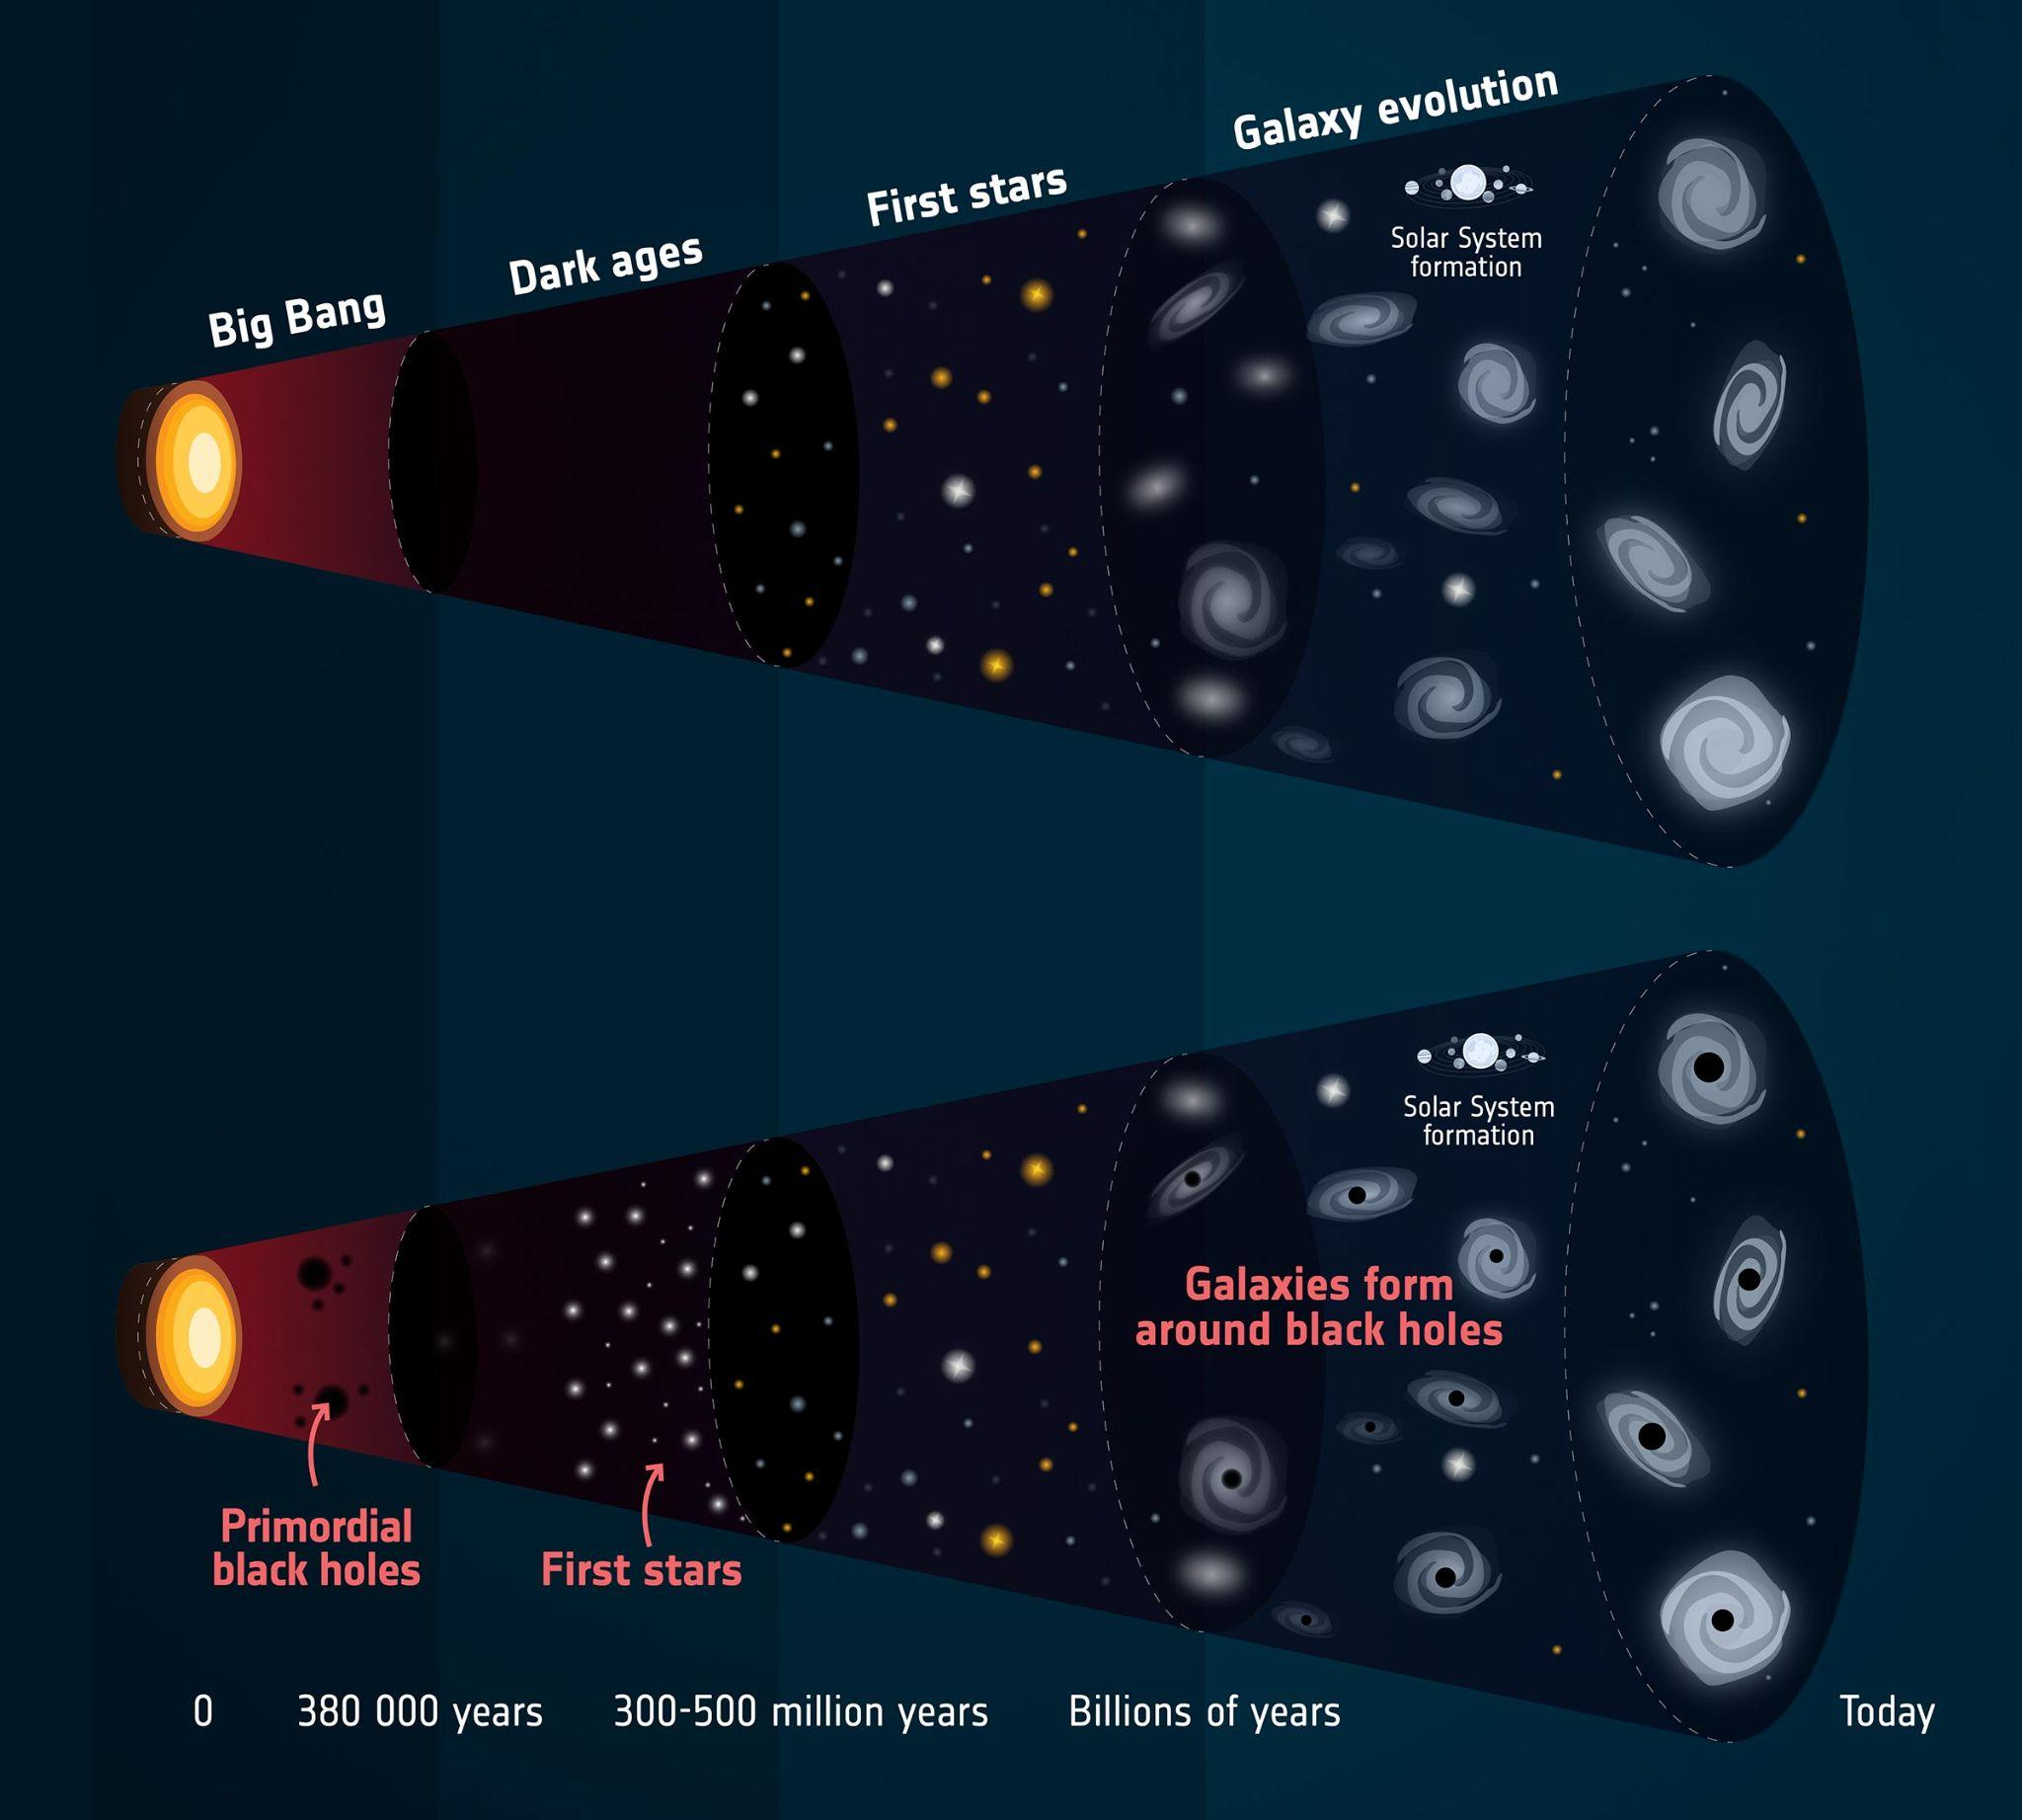 Galaxy evolution
First stars
Dark ages
Big Bang
Solar System
formation
Solar System
formation
Galaxies form
around black holes
Primordial
black holes
First stars
0
380 000 years
300-500 million years
Billions of years
Today